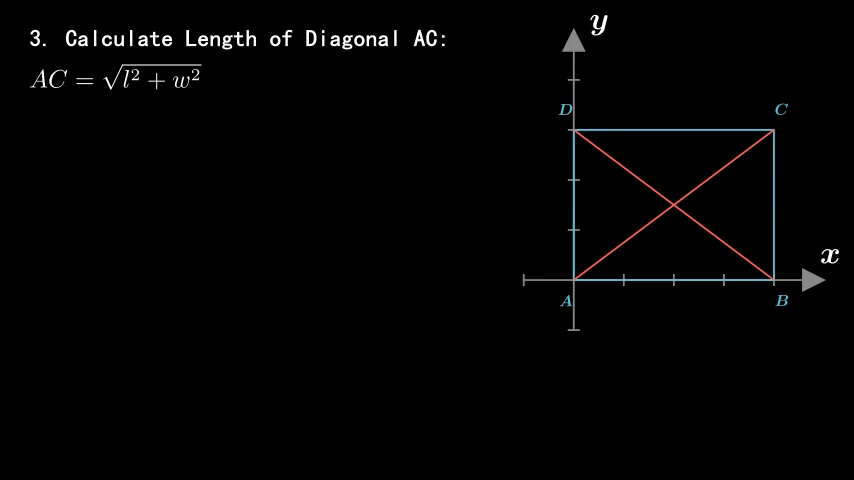 3. Calculate Length of Diagonal AC:
AC = √(l² + w²)
y
D C
x
A B